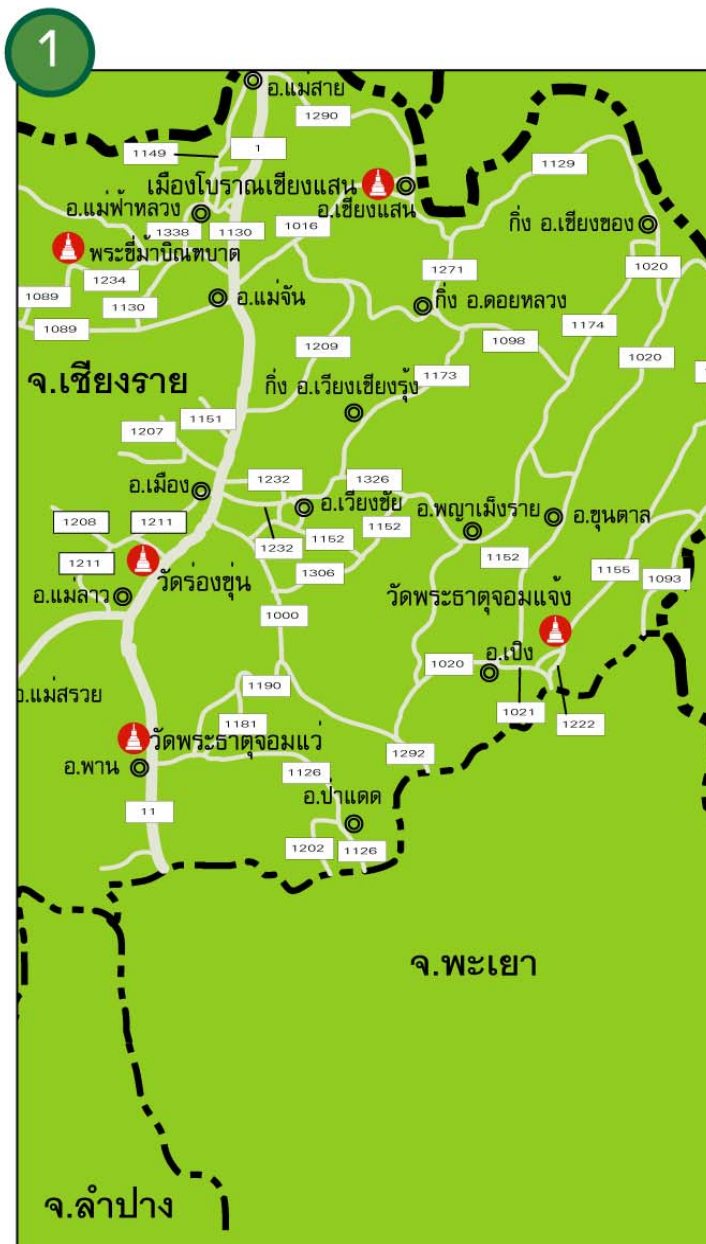 1
อ.แม่สาย
1290
1149
1
1129
เมืองโบราณเชียงแสน
อ.แม่ฟ้าหลวง
อ.เชียงแสน
กิ่ง อ.เชียงของ
1338
1130
1016
พระขี่ม้าบิณฑบาต
1234
1271
1020
1089
1130
อ.แม่จัน
กิ่ง อ.ดอยหลวง
1089
1174
1209
1098
1020
จ.เชียงราย
กิ่ง อ.เวียงเชียงรุ้ง
1173
1151
1207
อ.เมือง
1232
1326
อ.เวียงชัย
อ.พญาเม็งราย
อ.ขุนตาล
1208
1211
1152
1152
1232
1152
1211
วัดร่องขุ่น
1306
1155
1093
อ.แม่ลาว
วัดพระธาตุจอมแจ้ง
1000
1020
อ.เปิง
อ.แม่สรวย
1190
1181
1021
1222
วัดพระธาตุจอมแว่
1292
อ.พาน
1126
อ.ป่าแดด
11
1202
1126
จ.พะเยา
จ.ลำปาง